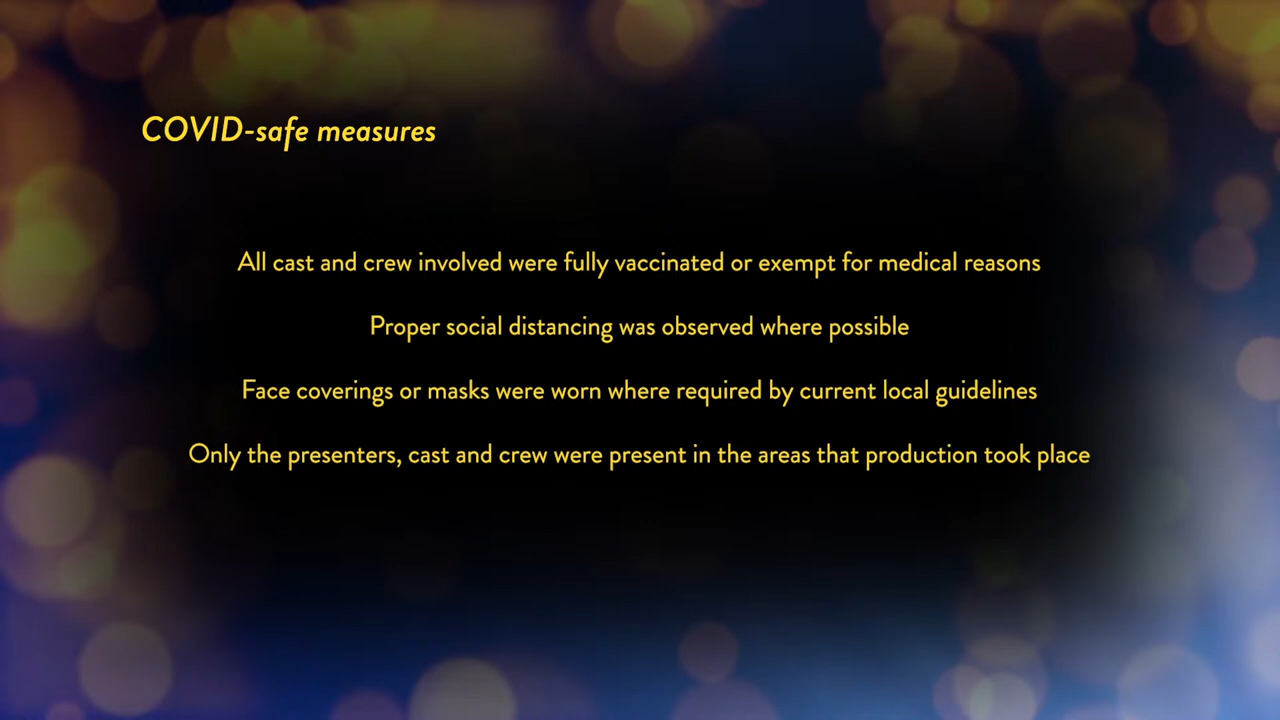 COVID-safe measures
All cast and crew involved were fully vaccinated or exempt for medical reasons
Proper social distancing was observed where possible
Face coverings or masks were worn where required by current local guidelines
Only the presenters, cast and crew were present in the areas that production took place